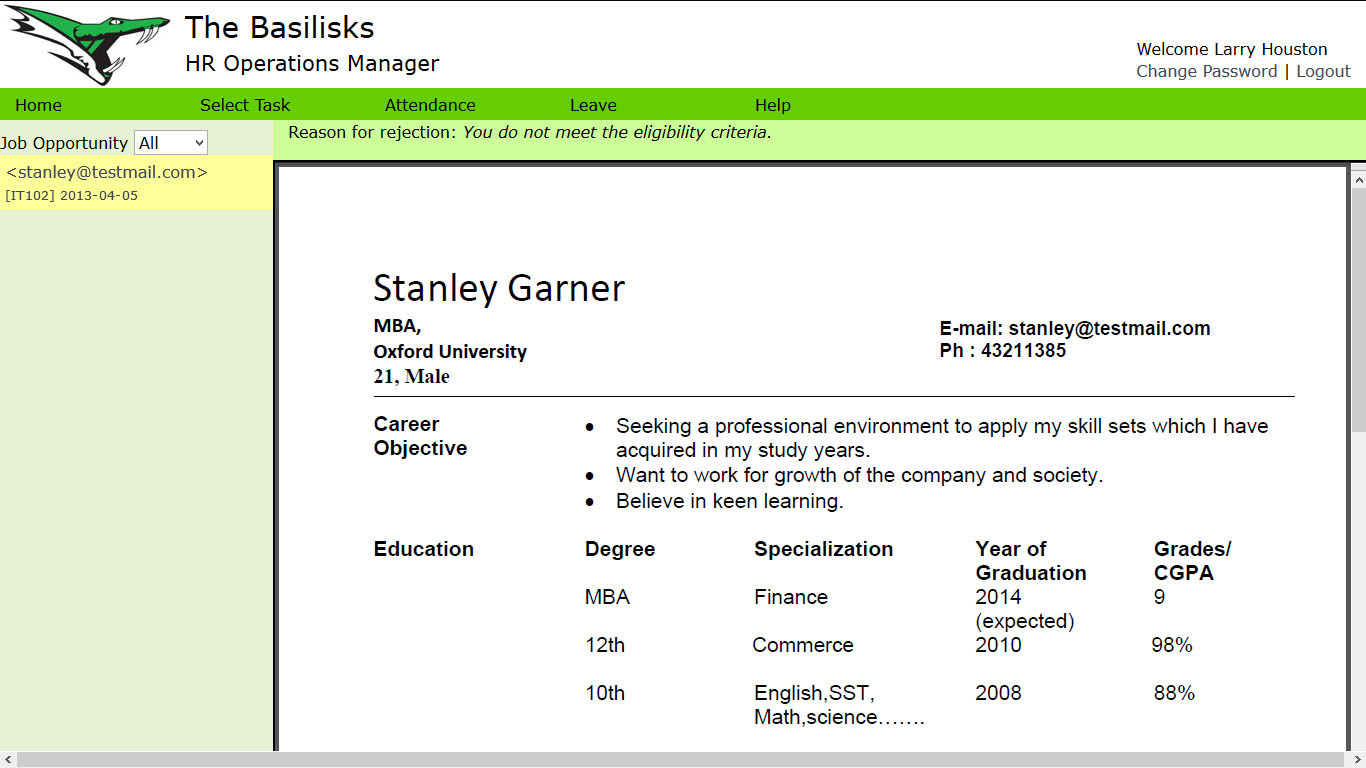 The Basilisks
HR Operations Manager
Welcome Larry Houston
Change Password | Logout
Home Select Task Attendance Leave Help
Job Opportunity All
Reason for rejection: You do not meet the eligibility criteria.
<stanley@testmail.com>
[IT102] 2013-04-05
Stanley Garner
MBA,
Oxford University
21, Male
E-mail: stanley@testmail.com
Ph : 43211385
Career
Objective
• Seeking a professional environment to apply my skill sets which I have
acquired in my study years.
• Want to work for growth of the company and society.
• Believe in keen learning.
Education Degree Specialization Year of Grades/
Graduation CGPA
MBA Finance 2014 9
(expected)
12th Commerce 2010 98%
10th English,SST, 2008 88%
Math,science…….